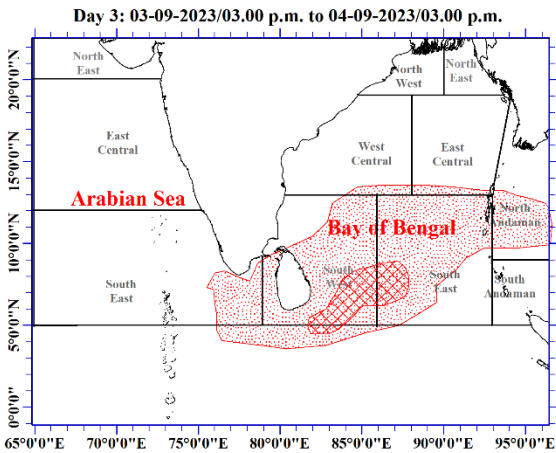 Day 3: 03-09-2023/03.00 p.m. to 04-09-2023/03.00 p.m.
North
East
North
West
North
East
20°0'0"N
East
Central
West
Central
East
Central
15°0'0"N
Arabian Sea
Bay of Bengal
North
Andaman
10°0'0"N
South
East
South
West
South
East
South
Andaman
5°0'0"N
0°0'0"
65°0'0"E 70°0'0"E 75°0'0"E 80°0'0"E 85°0'0"E 90°0'0"E 95°0'0"E